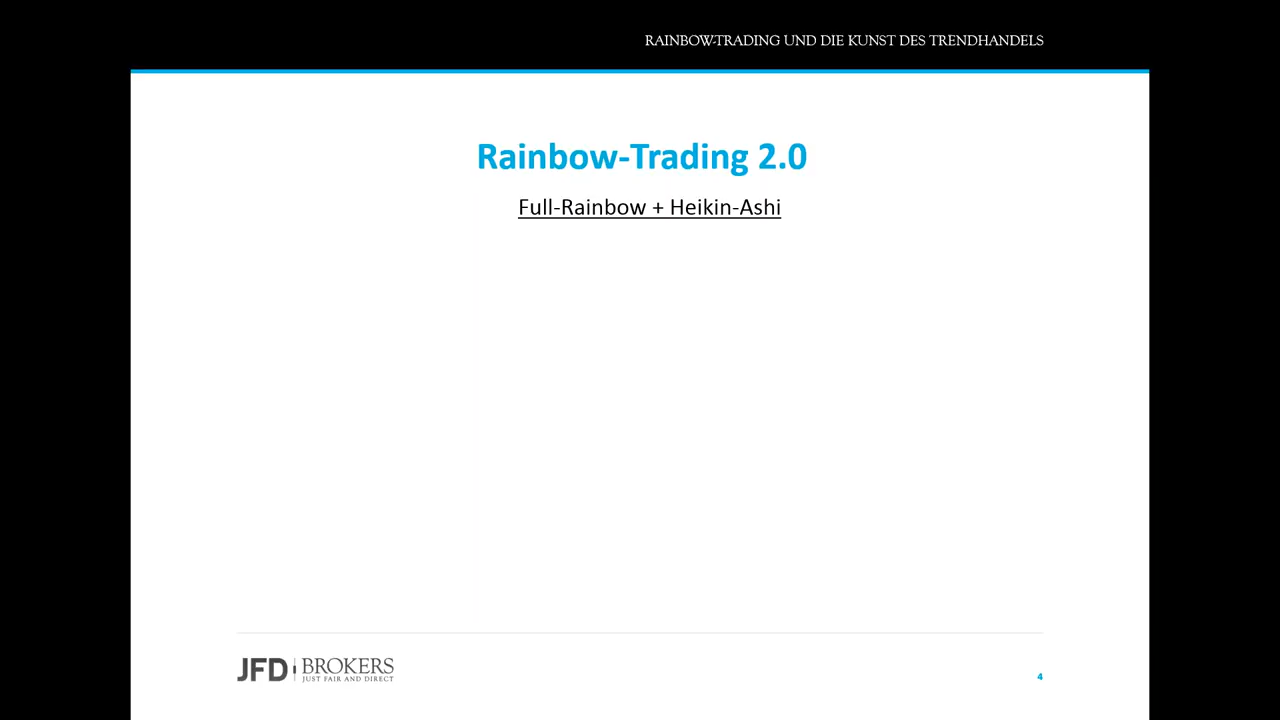 RAINBOW-TRADING UND DIE KUNST DES TRENDHANDELS
Rainbow-Trading 2.0
Full-Rainbow + Heikin-Ashi
JFD BROKERS
JUST FAIR AND DIRECT
4